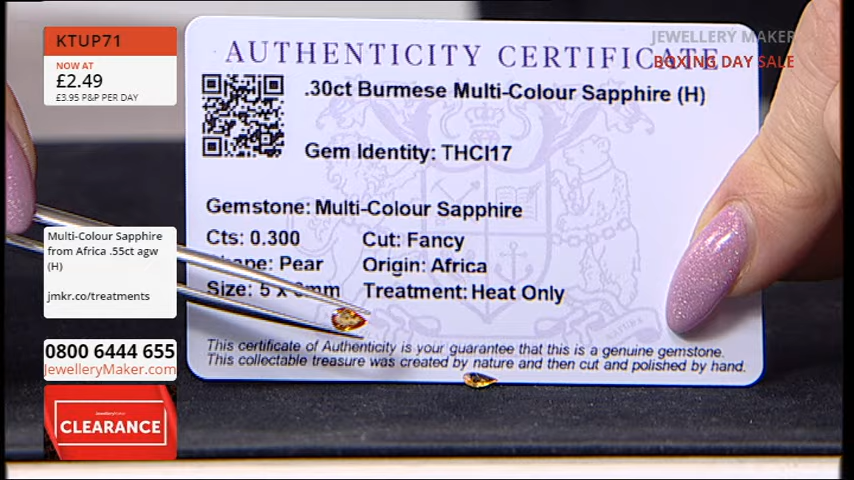 KTUP71
NOW AT
£2.49
£3.95 P&P PER DAY
Multi-Colour Sapphire
from Africa .55ct agw
(H)
jmkr.co/treatments
0800 6444 655
JewelleryMaker.com
JewelleryMaker
CLEARANCE
JEWELLERY MAKER
BOXING DAY SALE
AUTHENTICITY CERTIFICATE
.30ct Burmese Multi-Colour Sapphire (H)
Gem Identity: THCI17
Gemstone: Multi-Colour Sapphire
Cts: 0.300 Cut: Fancy
Pear Origin: Africa
Size: 5 x Treatment: Heat Only
This certificate of Authenticity is your guarantee that this is a genuine gemstone.
This collectable treasure was created by nature and then cut and polished by hand.